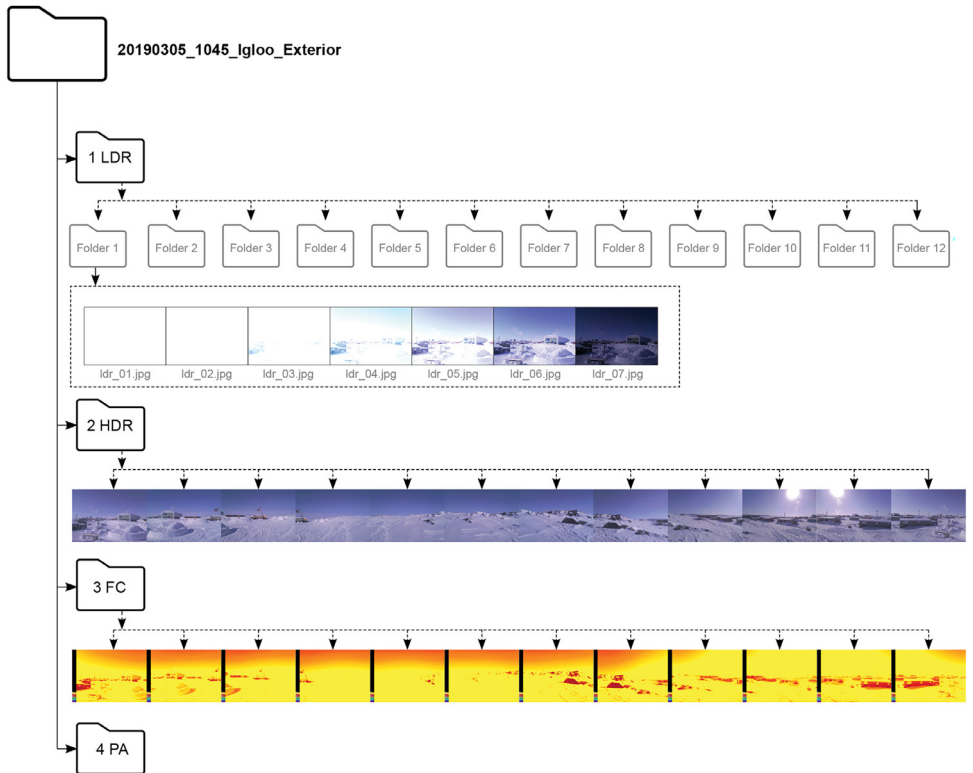 20190305_1045_Igloo_Exterior
1 LDR
Folder 1 Folder 2 Folder 3 Folder 4 Folder 5 Folder 6 Folder 7 Folder 8 Folder 9 Folder 10 Folder 11 Folder 12
ldr_01.jpg ldr_02.jpg ldr_03.jpg ldr_04.jpg ldr_05.jpg ldr_06.jpg ldr_07.jpg
2 HDR
3 FC
4 PA